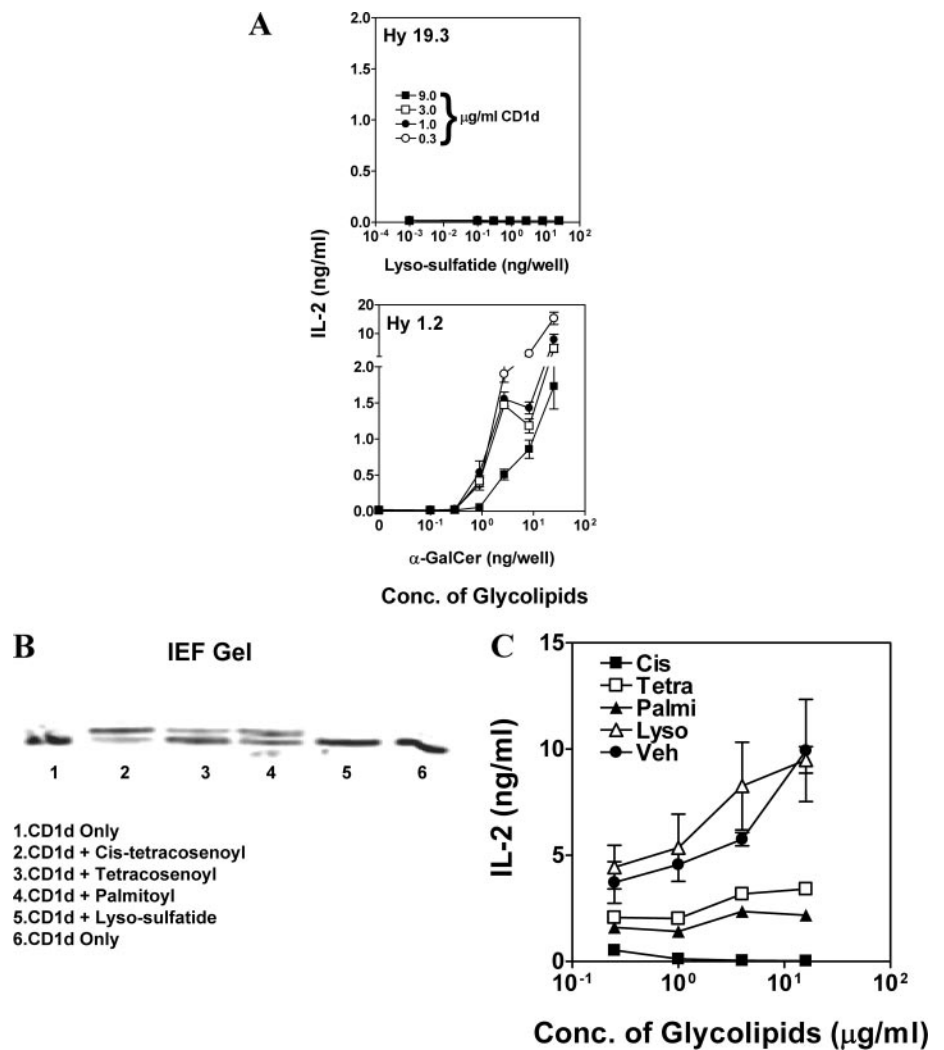 A
Hy 19.3
2.0
1.5
1.0
0.5
0.0
9.0
3.0
1.0
0.3
} μg/ml CD1d
10-4 10-3 10-2 10-1 100 101 102
Lyso-sulfatide (ng/well)
IL-2 (ng/ml)
Hy 1.2
20
10
2.0
1.5
1.0
0.5
0.0
0 10-1 100 101 102
α-GalCer (ng/well)
Conc. of Glycolipids
B
IEF Gel
1 2 3 4 5 6
1.CD1d Only
2.CD1d + Cis-tetracosenoyl
3.CD1d + Tetracosenoyl
4.CD1d + Palmitoyl
5.CD1d + Lyso-sulfatide
6.CD1d Only
C
15
10
5
0
Cis
Tetra
Palmi
Lyso
Veh
IL-2 (ng/ml)
10-1 100 101 102
Conc. of Glycolipids (μg/ml)